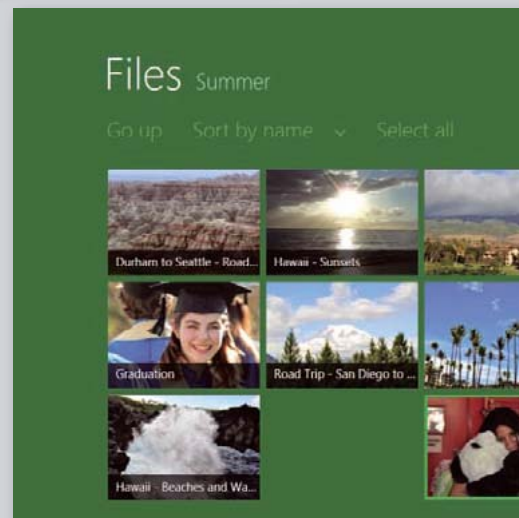 Files Summer
Go up Sort by name Select all
Durham to Seattle - Road...
Hawaii - Sunsets
Graduation
Road Trip - San Diego to ...
Hawaii - Beaches and Wa...